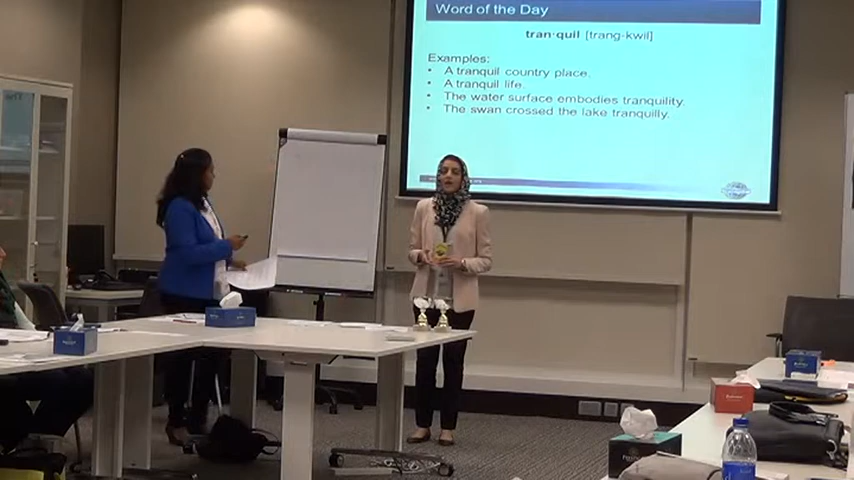 Word of the Day
tran·quil [trang-kwil]
Examples:
• A tranquil country place.
• A tranquil life.
• The water surface embodies tranquility.
• The swan crossed the lake tranquilly.